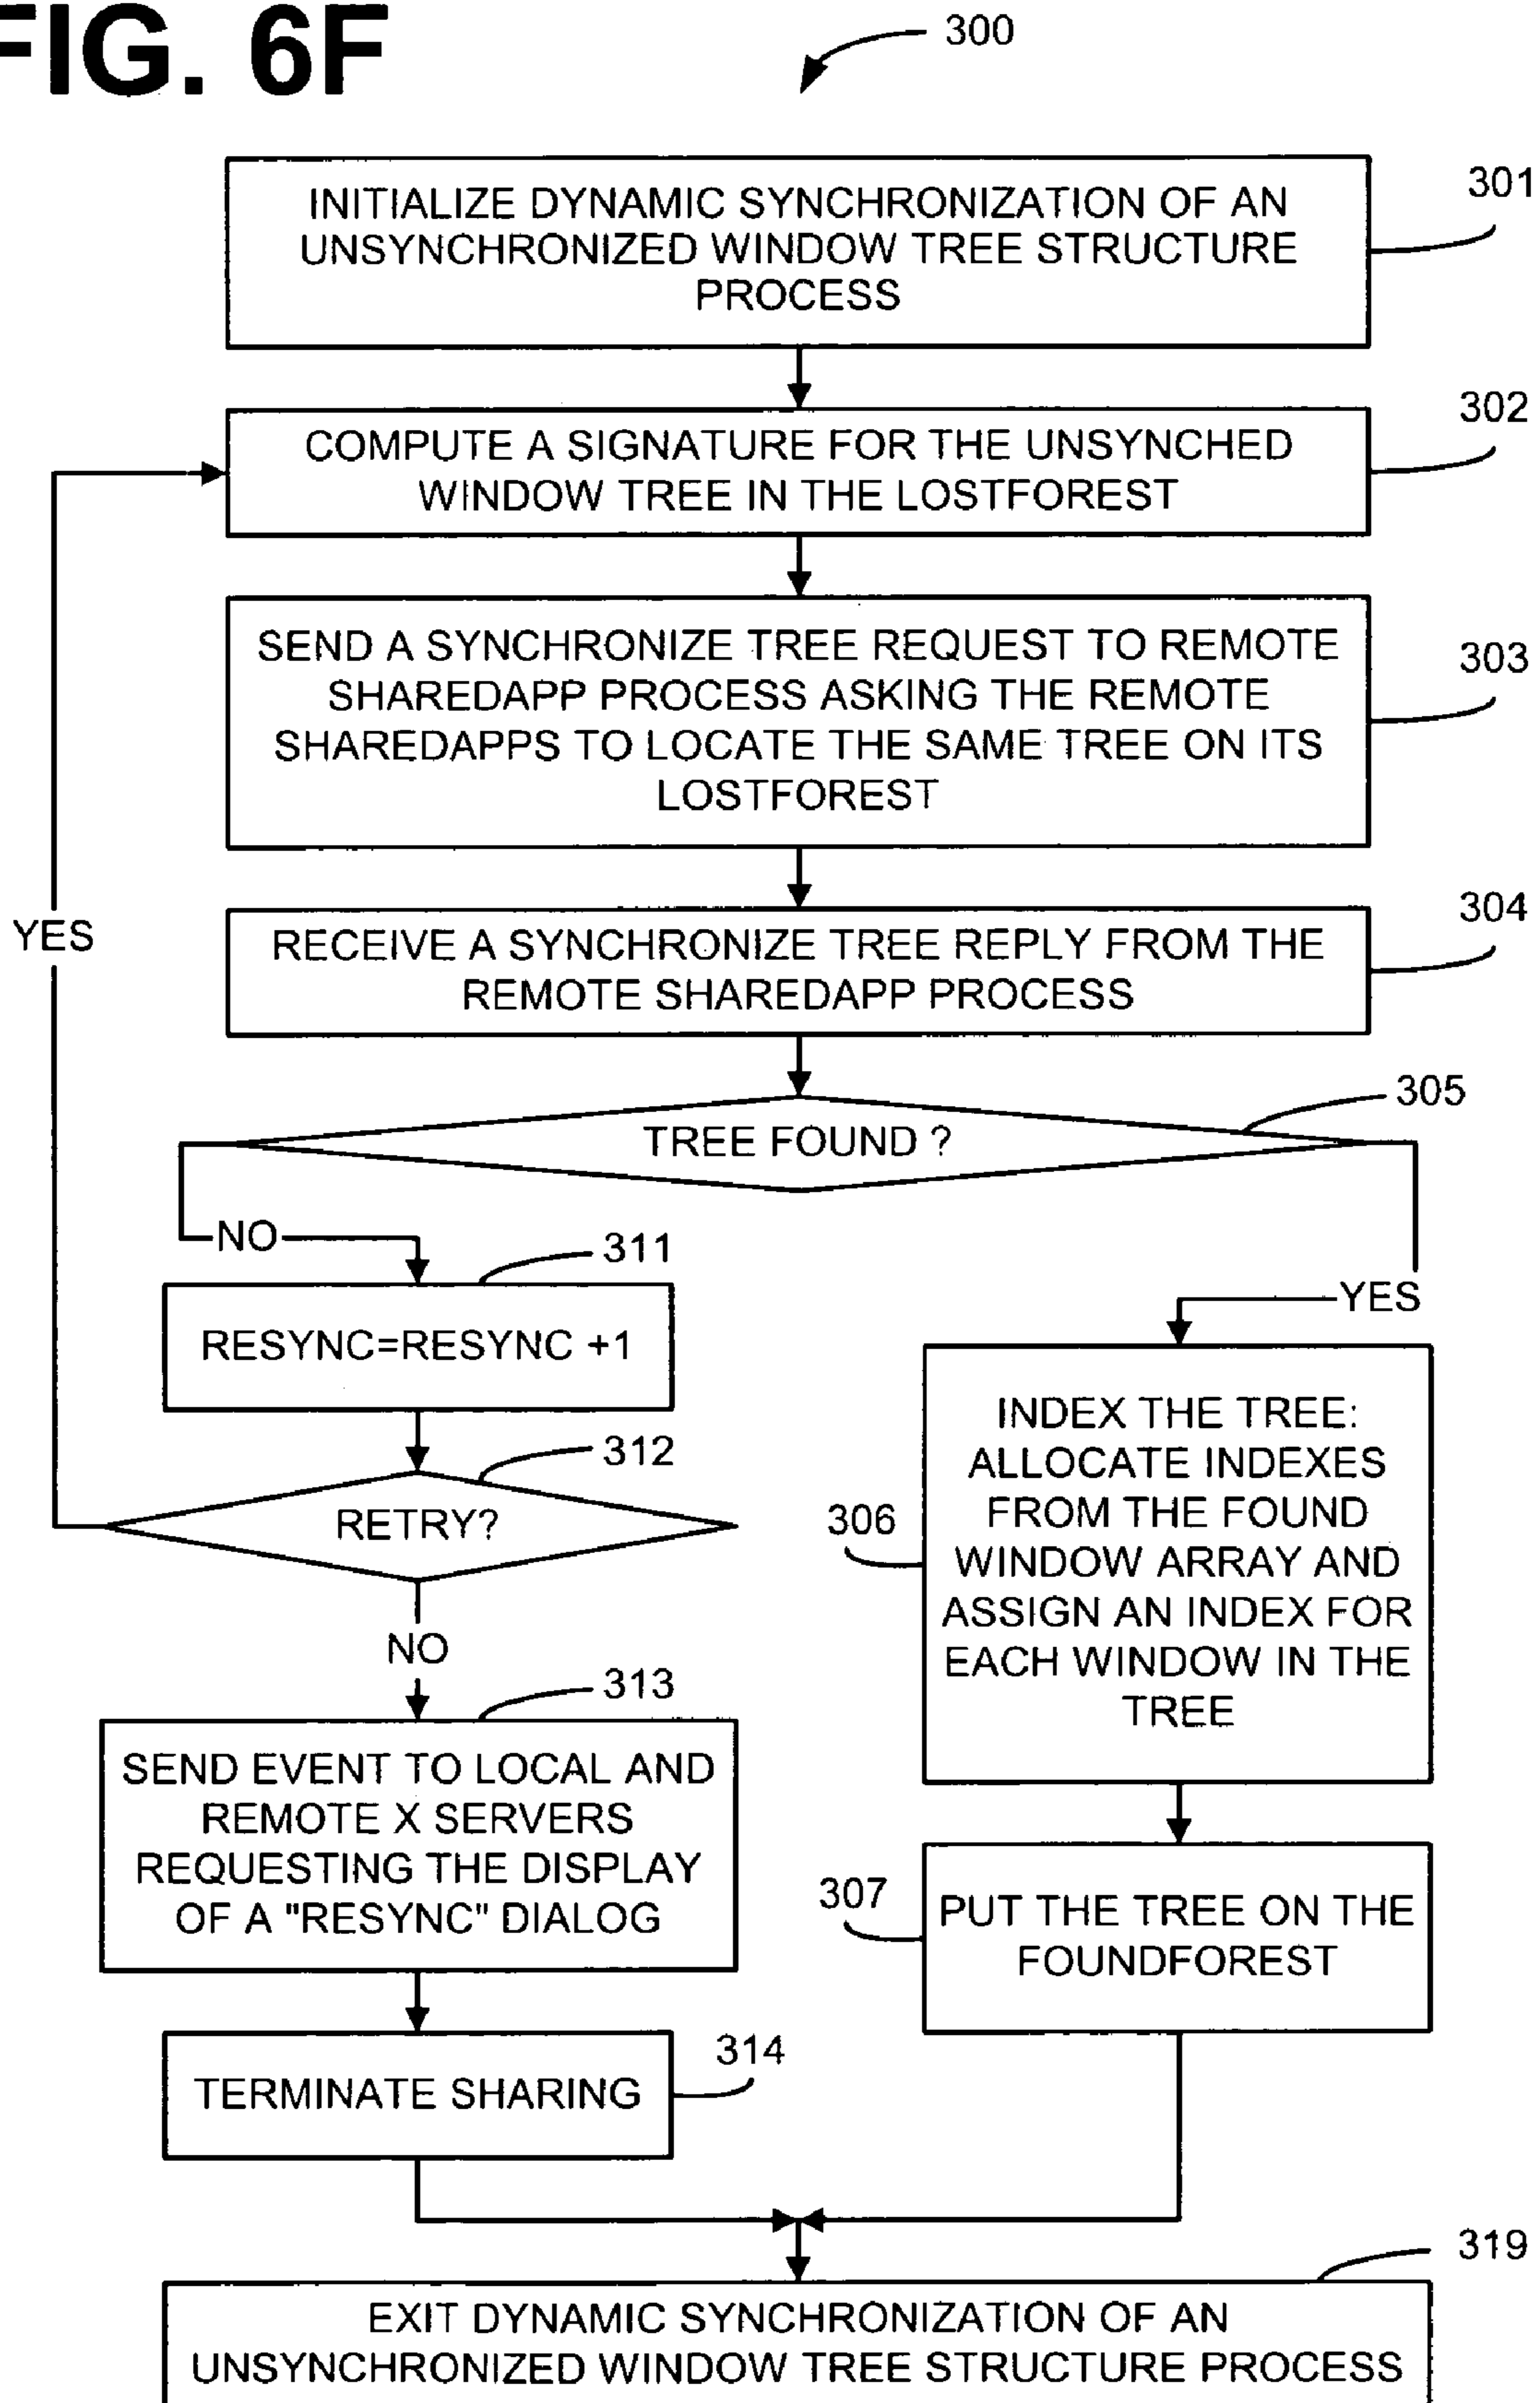 FIG. 6F
300
INITIALIZE DYNAMIC SYNCHRONIZATION OF AN
UNSYNCHRONIZED WINDOW TREE STRUCTURE
PROCESS
301
COMPUTE A SIGNATURE FOR THE UNSYNCHED
WINDOW TREE IN THE LOSTFOREST
302
SEND A SYNCHRONIZE TREE REQUEST TO REMOTE
SHAREDAPP PROCESS ASKING THE REMOTE
SHAREDAPPS TO LOCATE THE SAME TREE ON ITS
LOSTFOREST
303
YES
RECEIVE A SYNCHRONIZE TREE REPLY FROM THE
REMOTE SHAREDAPP PROCESS
304
TREE FOUND ?
305
NO
311
RESYNC=RESYNC +1
312
RETRY?
NO
313
SEND EVENT TO LOCAL AND
REMOTE X SERVERS
REQUESTING THE DISPLAY
OF A "RESYNC" DIALOG
TERMINATE SHARING
314
YES
306
INDEX THE TREE:
ALLOCATE INDEXES
FROM THE FOUND
WINDOW ARRAY AND
ASSIGN AN INDEX FOR
EACH WINDOW IN THE
TREE
307
PUT THE TREE ON THE
FOUNDFOREST
319
EXIT DYNAMIC SYNCHRONIZATION OF AN
UNSYNCHRONIZED WINDOW TREE STRUCTURE PROCESS